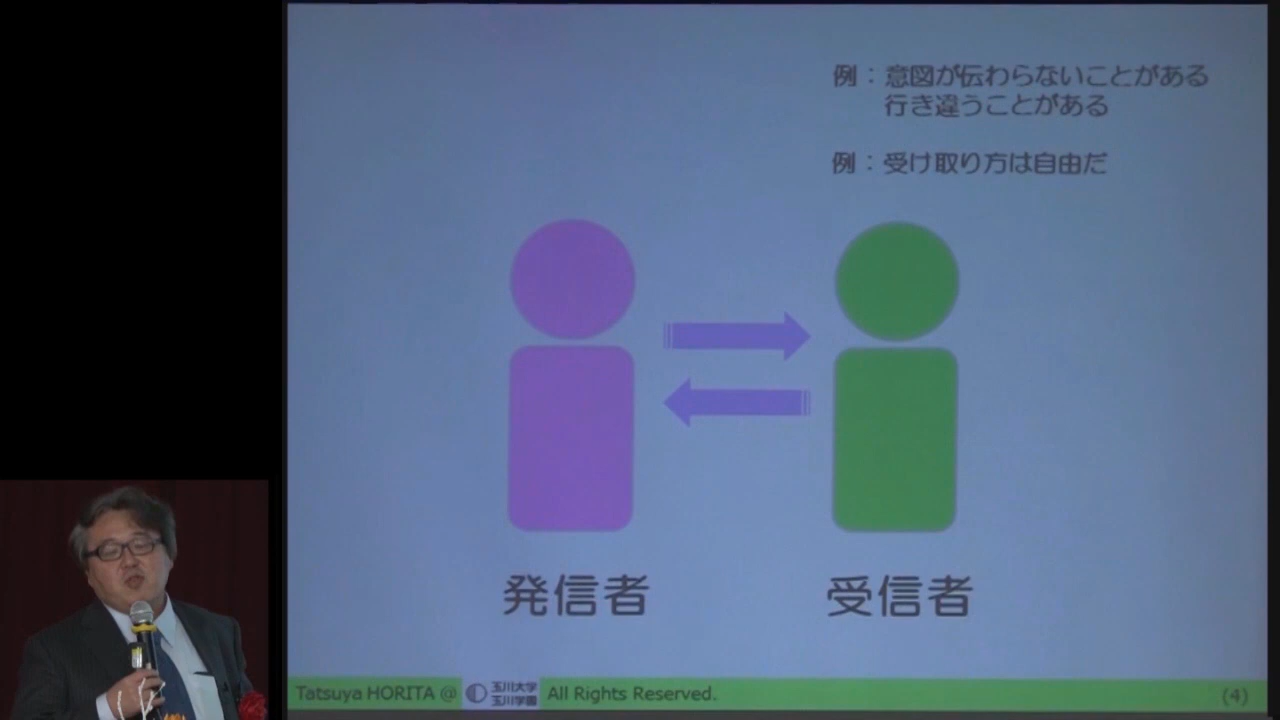 例：意図が伝わらないことがある
行き違うことがある
例：受け取り方は自由だ
発信者
受信者
Tatsuya HORITA @ 玉川大学 玉川学園 All Rights Reserved.
(4)